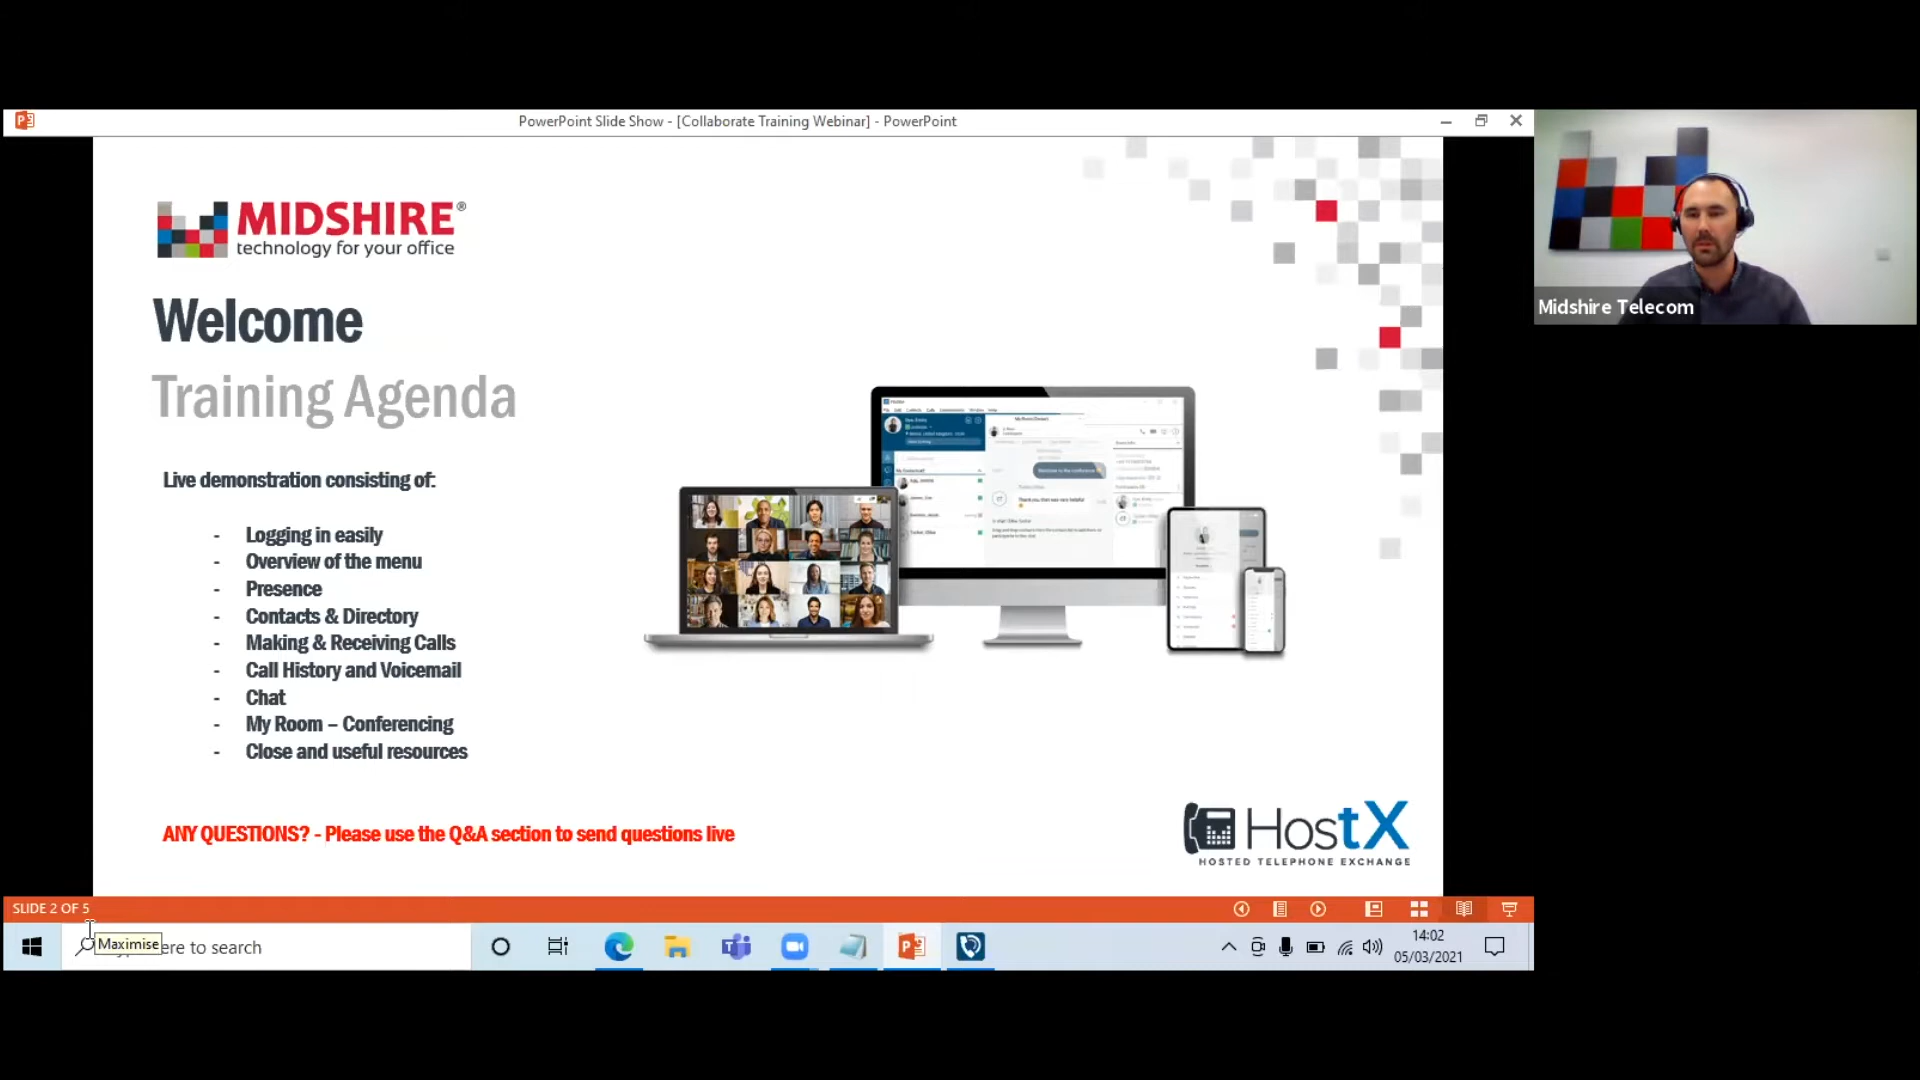 PowerPoint Slide Show - [Collaborate Training Webinar] - PowerPoint
MIDSHIRE®
technology for your office
Welcome
Training Agenda
Live demonstration consisting of:
- Logging in easily
- Overview of the menu
- Presence
- Contacts & Directory
- Making & Receiving Calls
- Call History and Voicemail
- Chat
- My Room – Conferencing
- Close and useful resources
ANY QUESTIONS? - Please use the Q&A section to send questions live
HostX
HOSTED TELEPHONE EXCHANGE
Midshire Telecom
SLIDE 2 OF 5
Maximise
ere to search
14:02
05/03/2021